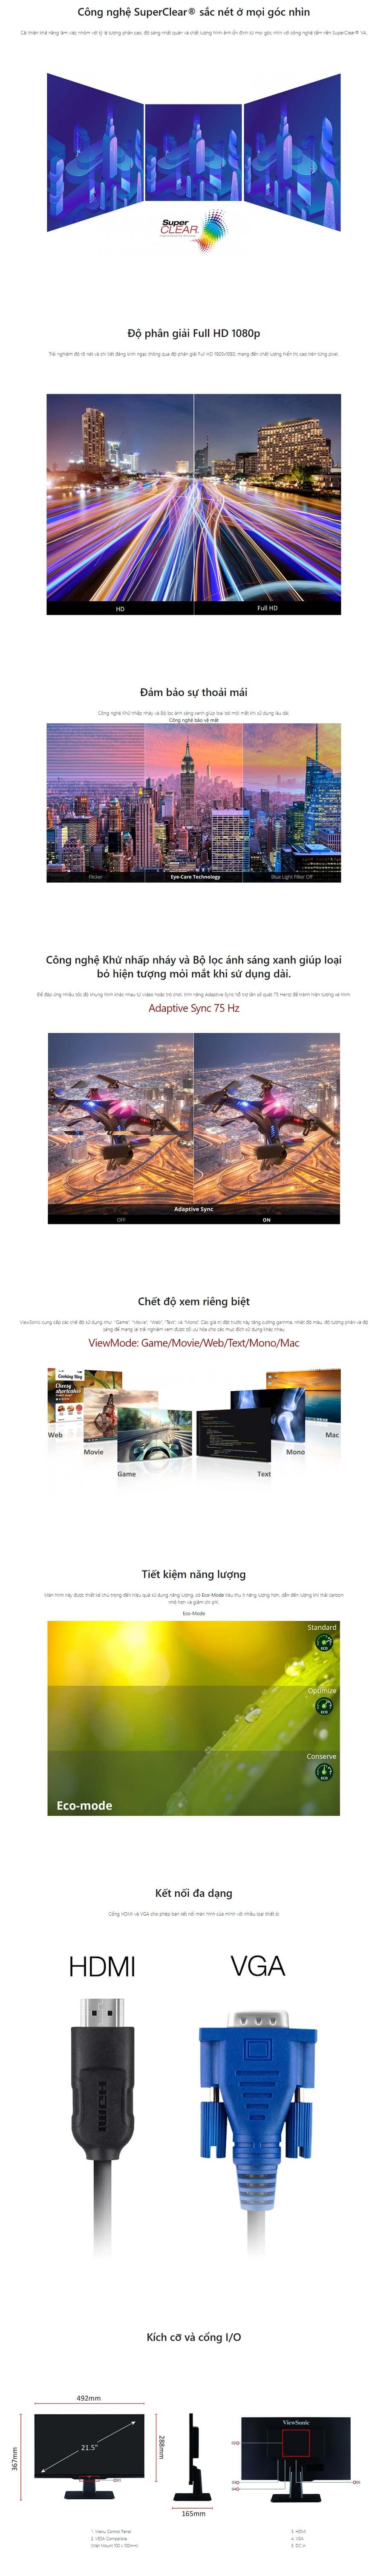 Công nghệ SuperClear® sắc nét ở mọi góc nhìn
Cải thiện khả năng làm việc nhóm với tỷ lệ tương phản cao, độ sáng nhất quán và chất lượng hình ảnh ổn định từ mọi góc nhìn với công nghệ tấm nền SuperClear® VA.
Super
CLEAR.
Độ phân giải Full HD 1080p
Trải nghiệm độ rõ nét và chi tiết đáng kinh ngạc thông qua độ phân giải Full HD 1920x1080, mang đến chất lượng hiển thị cao trên từng pixel.
HD
Full HD
Đảm bảo sự thoải mái
Công nghệ Khử nhấp nháy và Bộ lọc ánh sáng xanh giúp loại bỏ mỏi mắt khi sử dụng lâu dài.
Công nghệ bảo vệ mắt
Flicker
Eye-Care Technology
Blue Light Filter Off
Công nghệ Khử nhấp nháy và Bộ lọc ánh sáng xanh giúp loại
bỏ hiện tượng mỏi mắt khi sử dụng dài.
Để đáp ứng nhiều tốc độ khung hình khác nhau từ video hoặc trò chơi, tính năng Adaptive Sync hỗ trợ tần số quét 75 Hertz để tránh hiện tượng xé hình.
Adaptive Sync 75 Hz
Adaptive Sync
OFF
ON
Chết độ xem riêng biệt
ViewSonic cung cấp các chế độ sử dụng như: "Game", "Movie", "Web", "Text", và "Mono". Các giá trị đặt trước này tăng cường gamma, nhiệt độ màu, độ tương phản và độ
sáng để mang lại trải nghiệm xem được tối ưu hóa cho các mục đích sử dụng khác nhau.
ViewMode: Game/Movie/Web/Text/Mono/Mac
Cooking blog
Web
Movie
Game
Text
Mono
Mac
Tiết kiệm năng lượng
Màn hình này được thiết kế chú trọng đến hiệu quả sử dụng năng lượng, có Eco-Mode tiêu thụ ít năng lượng hơn, dẫn đến lượng khí thải carbon
nhỏ hơn và giảm chi phí.
Eco-Mode
Standard
ECO
Optimize
ECO
Conserve
ECO
Eco-mode
Kết nối đa dạng
Cổng HDMI và VGA cho phép bạn kết nối màn hình của mình với nhiều loại thiết bị
HDMI
VGA
HDMI
Kích cỡ và cổng I/O
492mm
367mm
21.5"
288mm
165mm
ViewSonic
1. Menu Control Panel
2. VESA Compatible
(Wall Mount 100 x 100mm)
3. HDMI
4. VGA
5. DC in